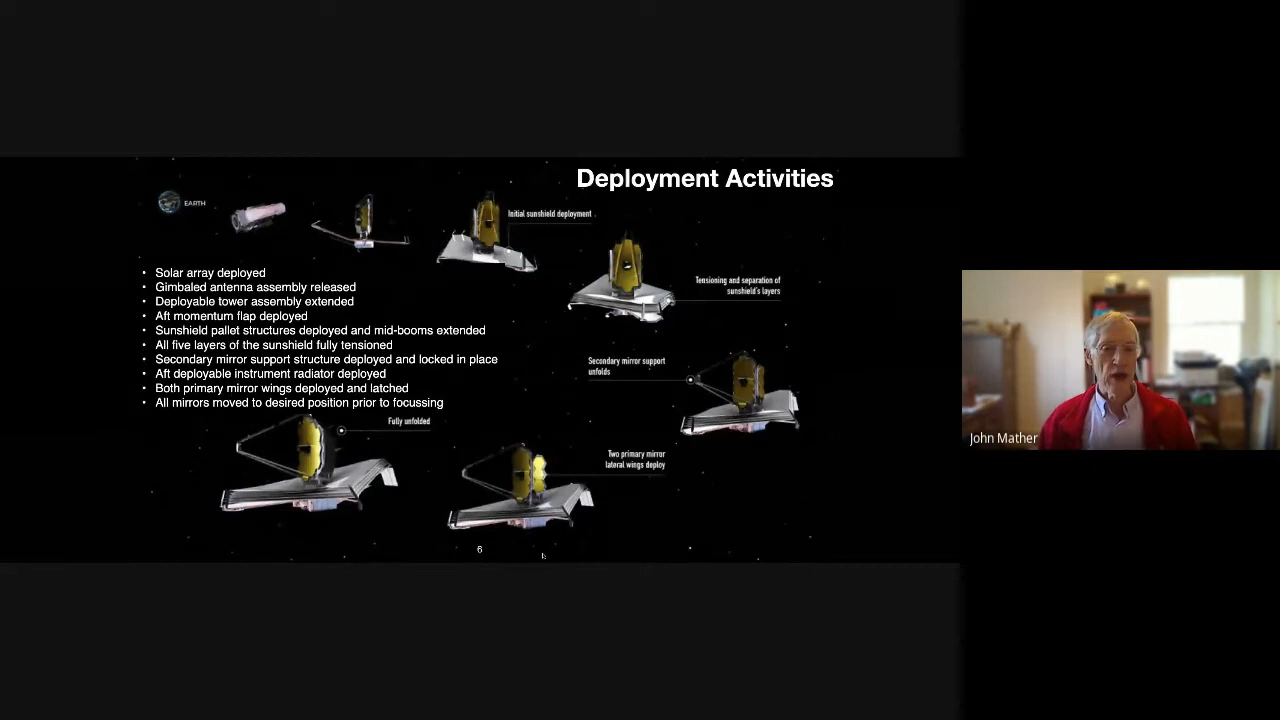 Deployment Activities
EARTH
Initial sunshield deployment
• Solar array deployed
• Gimbaled antenna assembly released
• Deployable tower assembly extended
• Aft momentum flap deployed
• Sunshield pallet structures deployed and mid-booms extended
• All five layers of the sunshield fully tensioned
• Secondary mirror support structure deployed and locked in place
• Aft deployable instrument radiator deployed
• Both primary mirror wings deployed and latched
• All mirrors moved to desired position prior to focussing
Tensioning and separation of
sunshield's layers
Secondary mirror support
unfolds
Two primary mirror
lateral wings deploy
Fully unfolded
6
John Mather